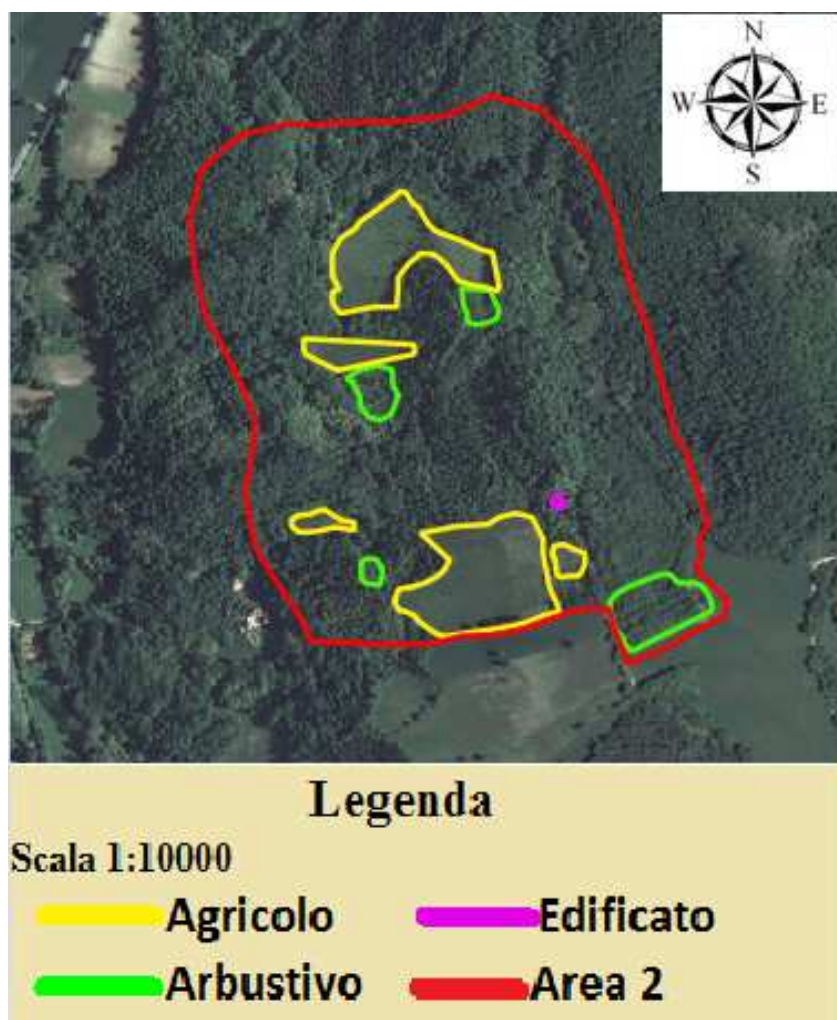 N
W E
S
Legenda
Scala 1:10000
Agricolo Edificato
Arbustivo Area 2